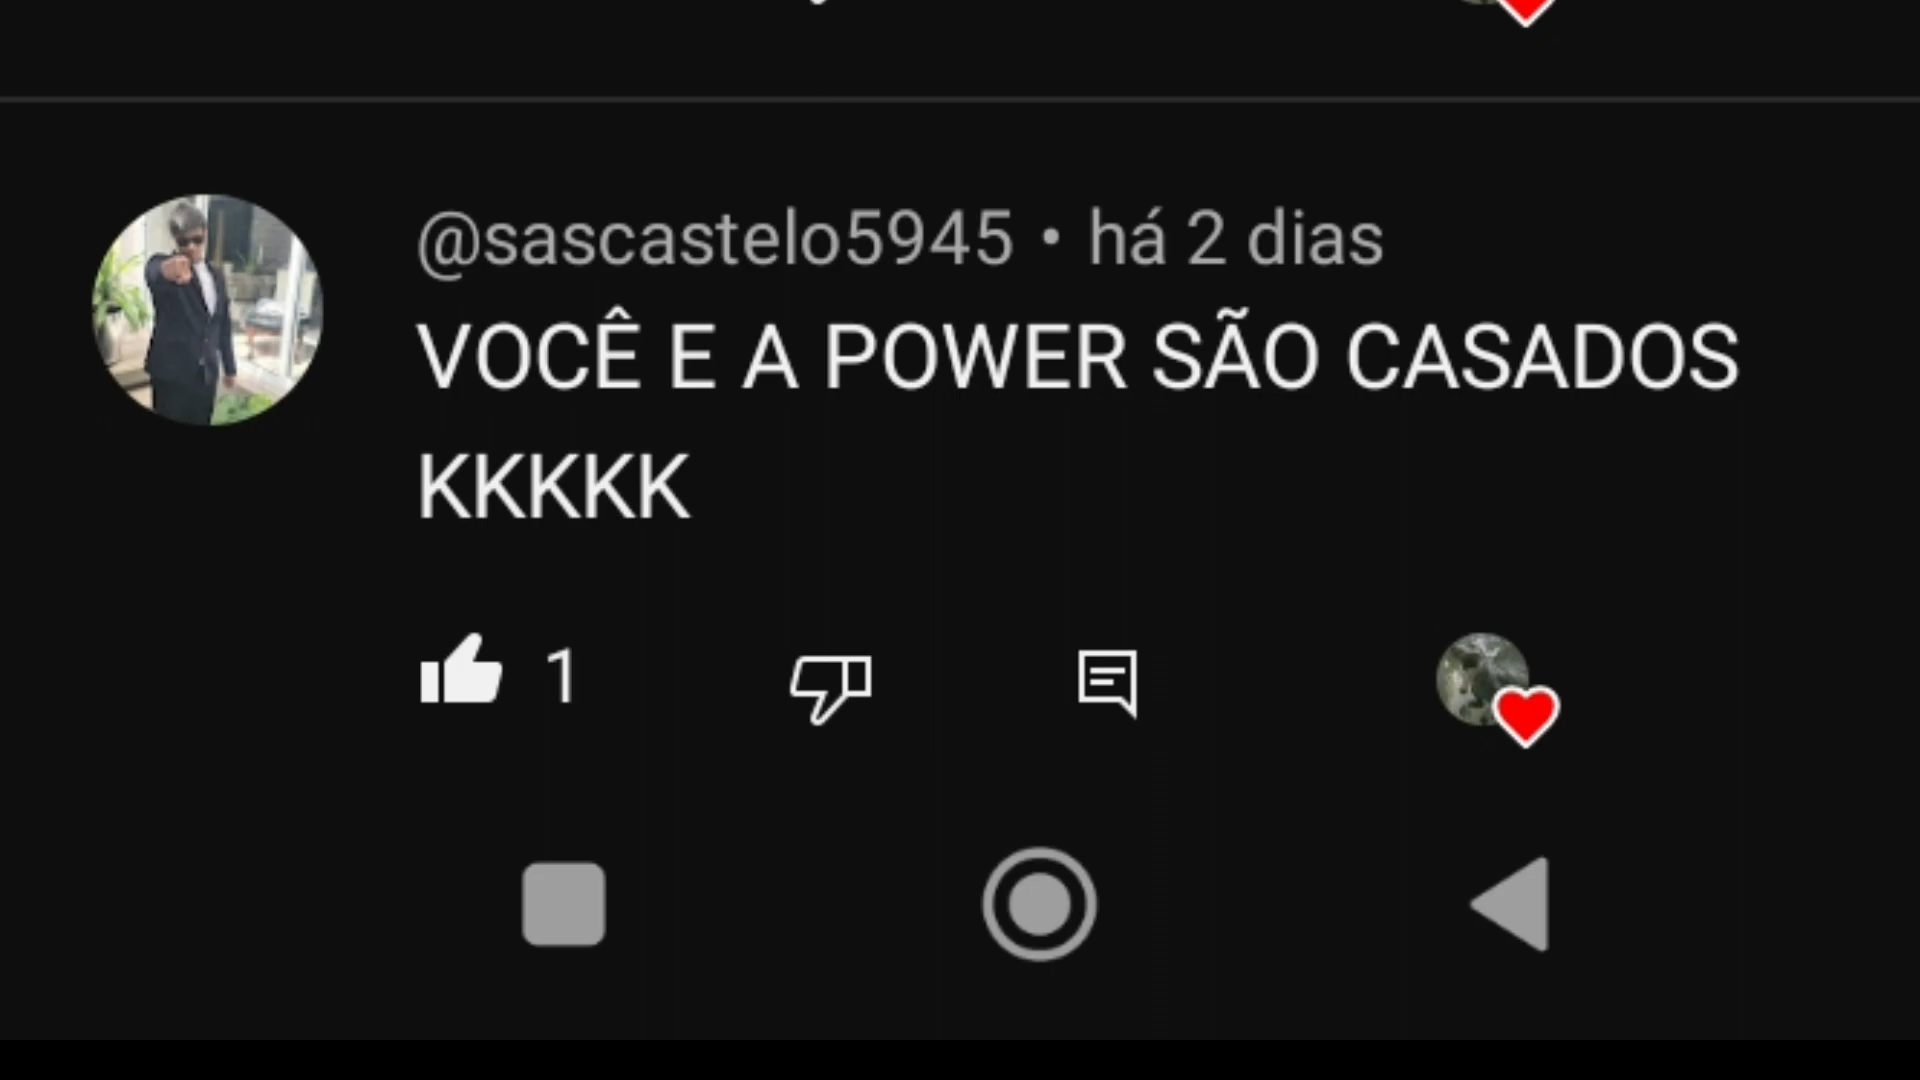 @sascastelo5945 • há 2 dias
VOCÊ E A POWER SÃO CASADOS
KKKKK
1